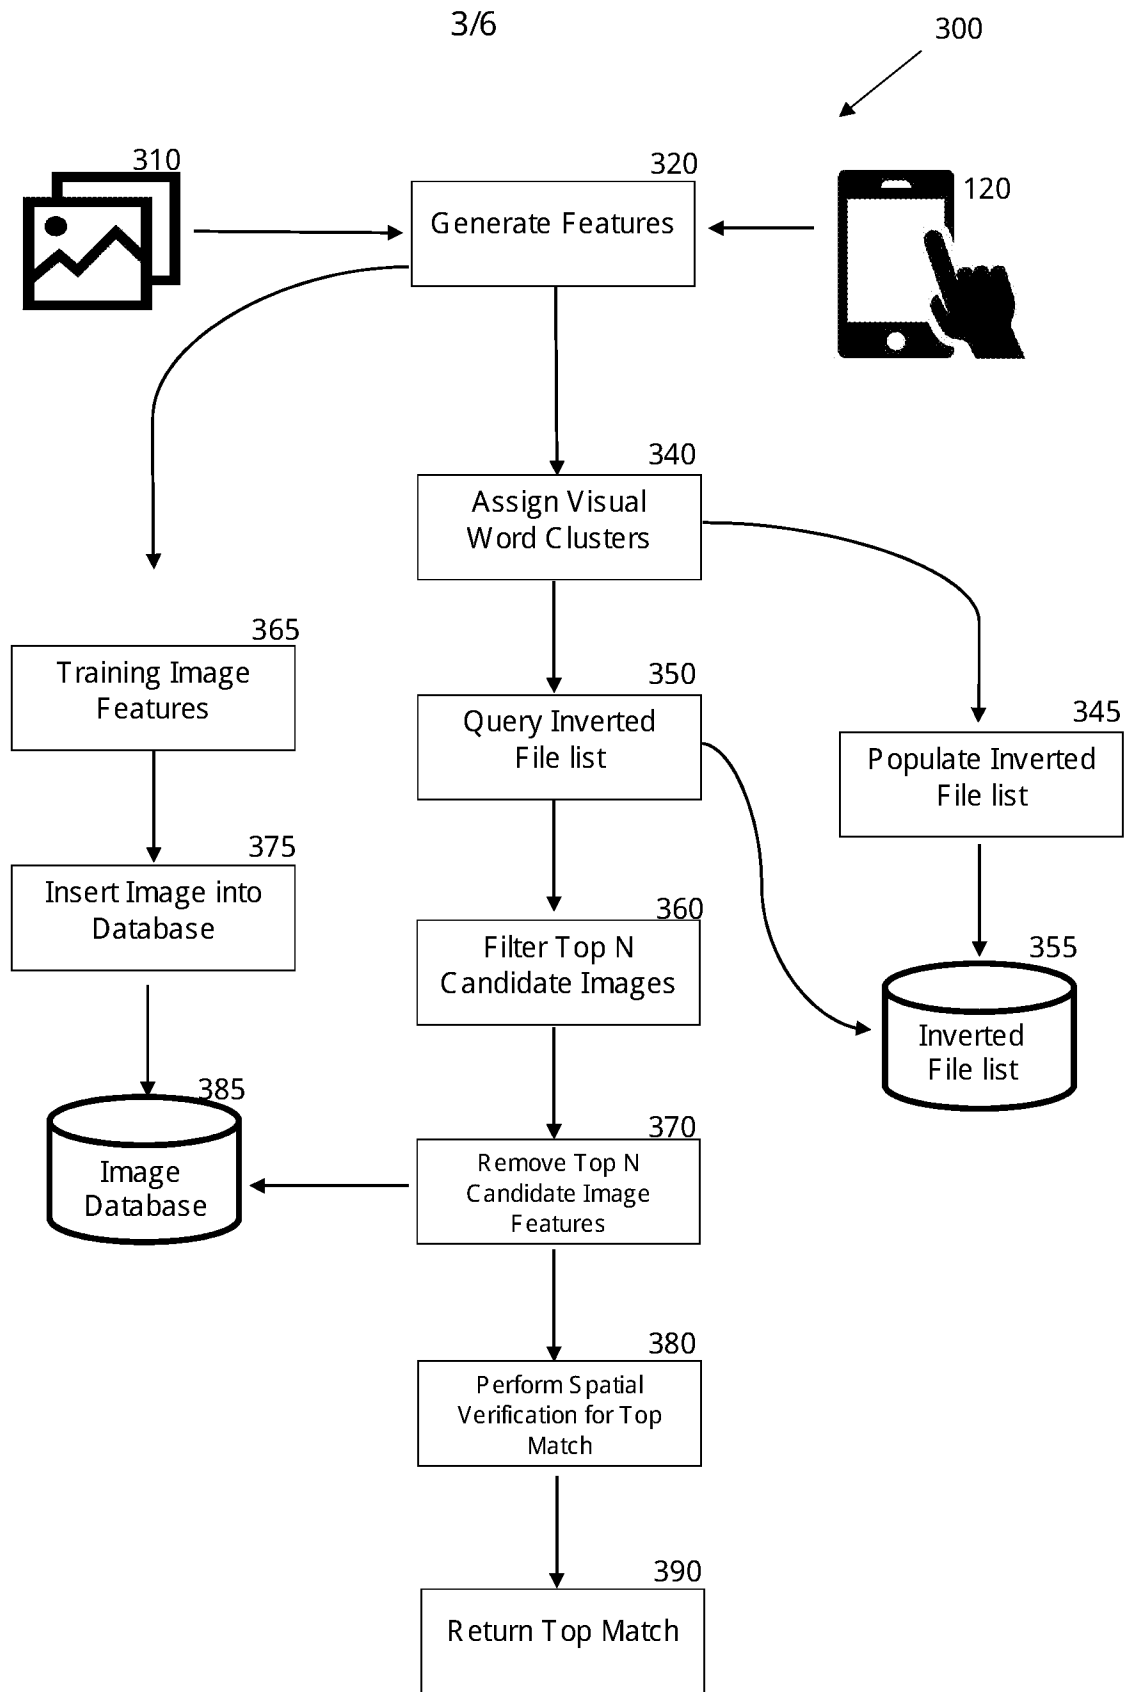 3/6
300
310
320
120
Generate Features
340
Assign Visual
Word Clusters
365
Training Image
Features
350
Query Inverted
File list
345
Populate Inverted
File list
375
Insert Image into
Database
360
Filter Top N
Candidate Images
355
Inverted
File list
385
Image
Database
370
Remove Top N
Candidate Image
Features
380
Perform Spatial
Verification for Top
Match
390
Return Top Match